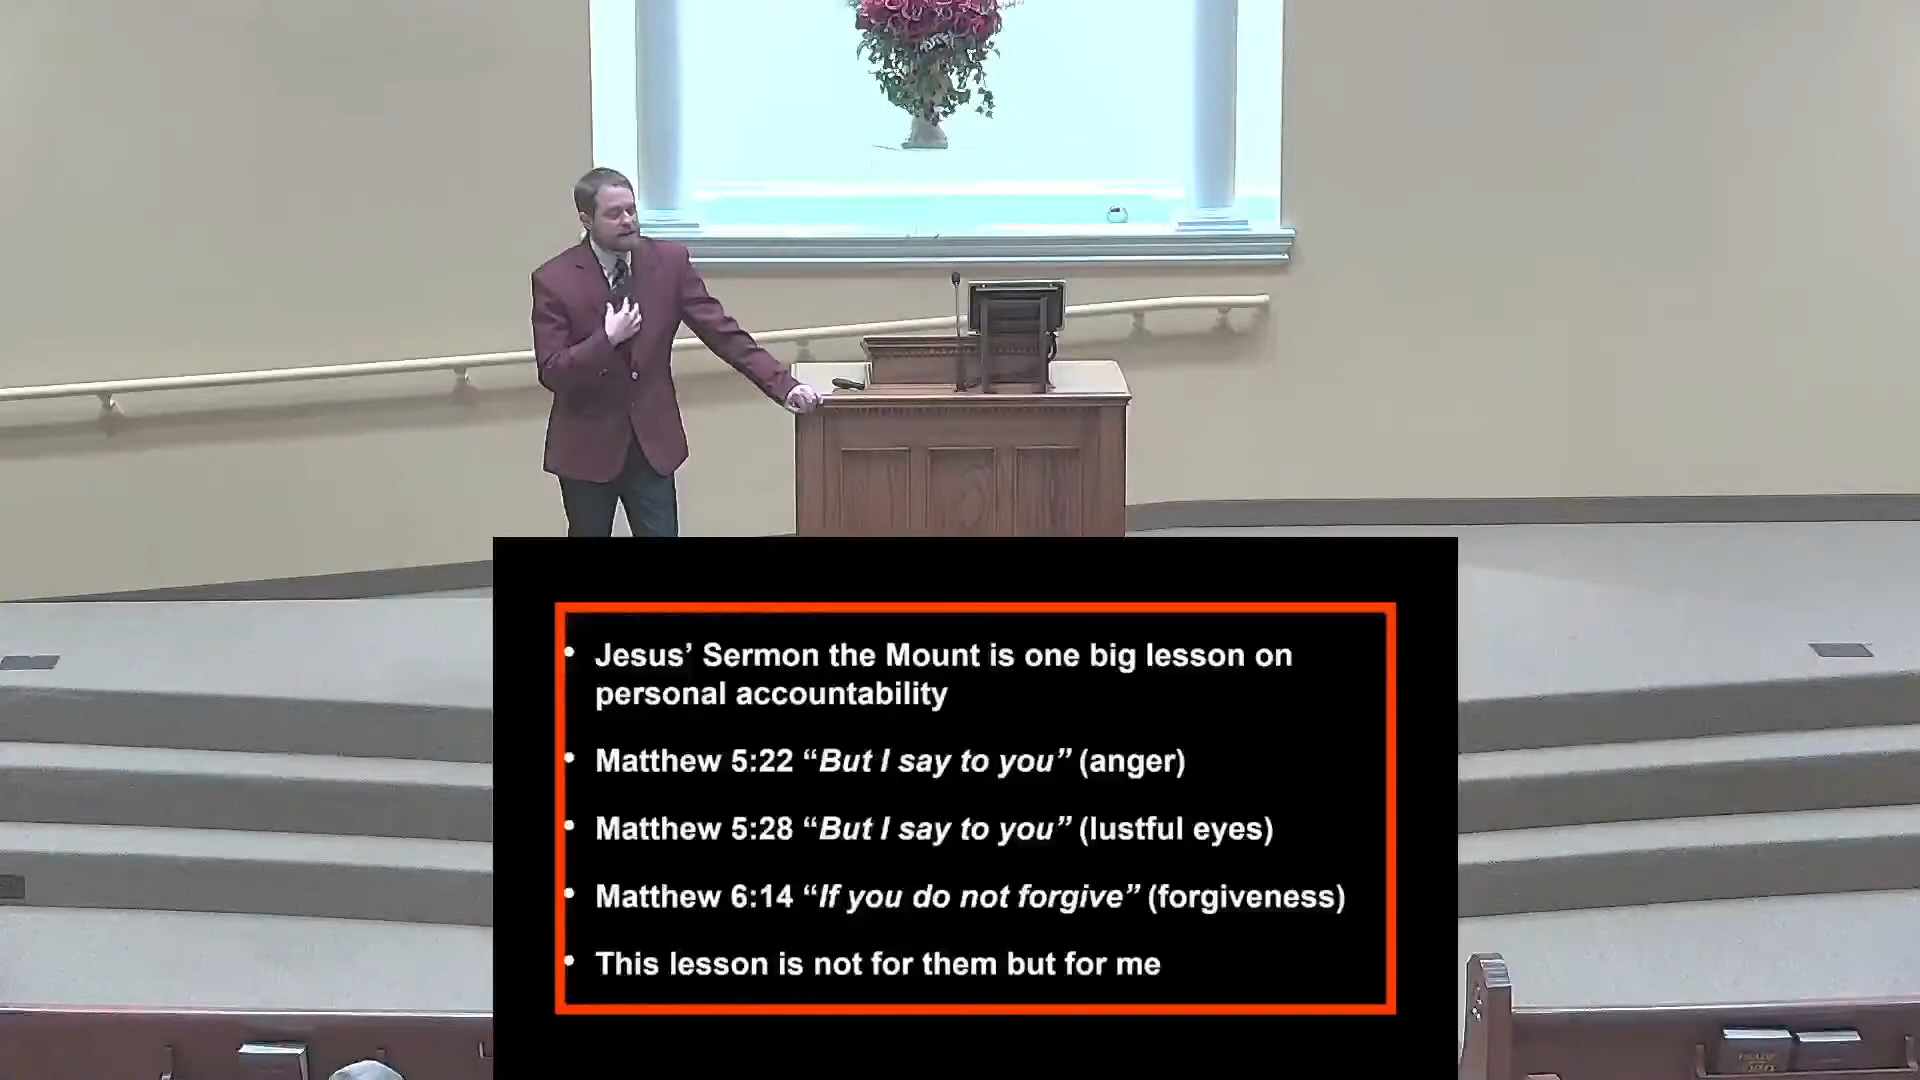 • Jesus’ Sermon the Mount is one big lesson on
personal accountability
• Matthew 5:22 “But I say to you” (anger)
• Matthew 5:28 “But I say to you” (lustful eyes)
• Matthew 6:14 “If you do not forgive” (forgiveness)
• This lesson is not for them but for me